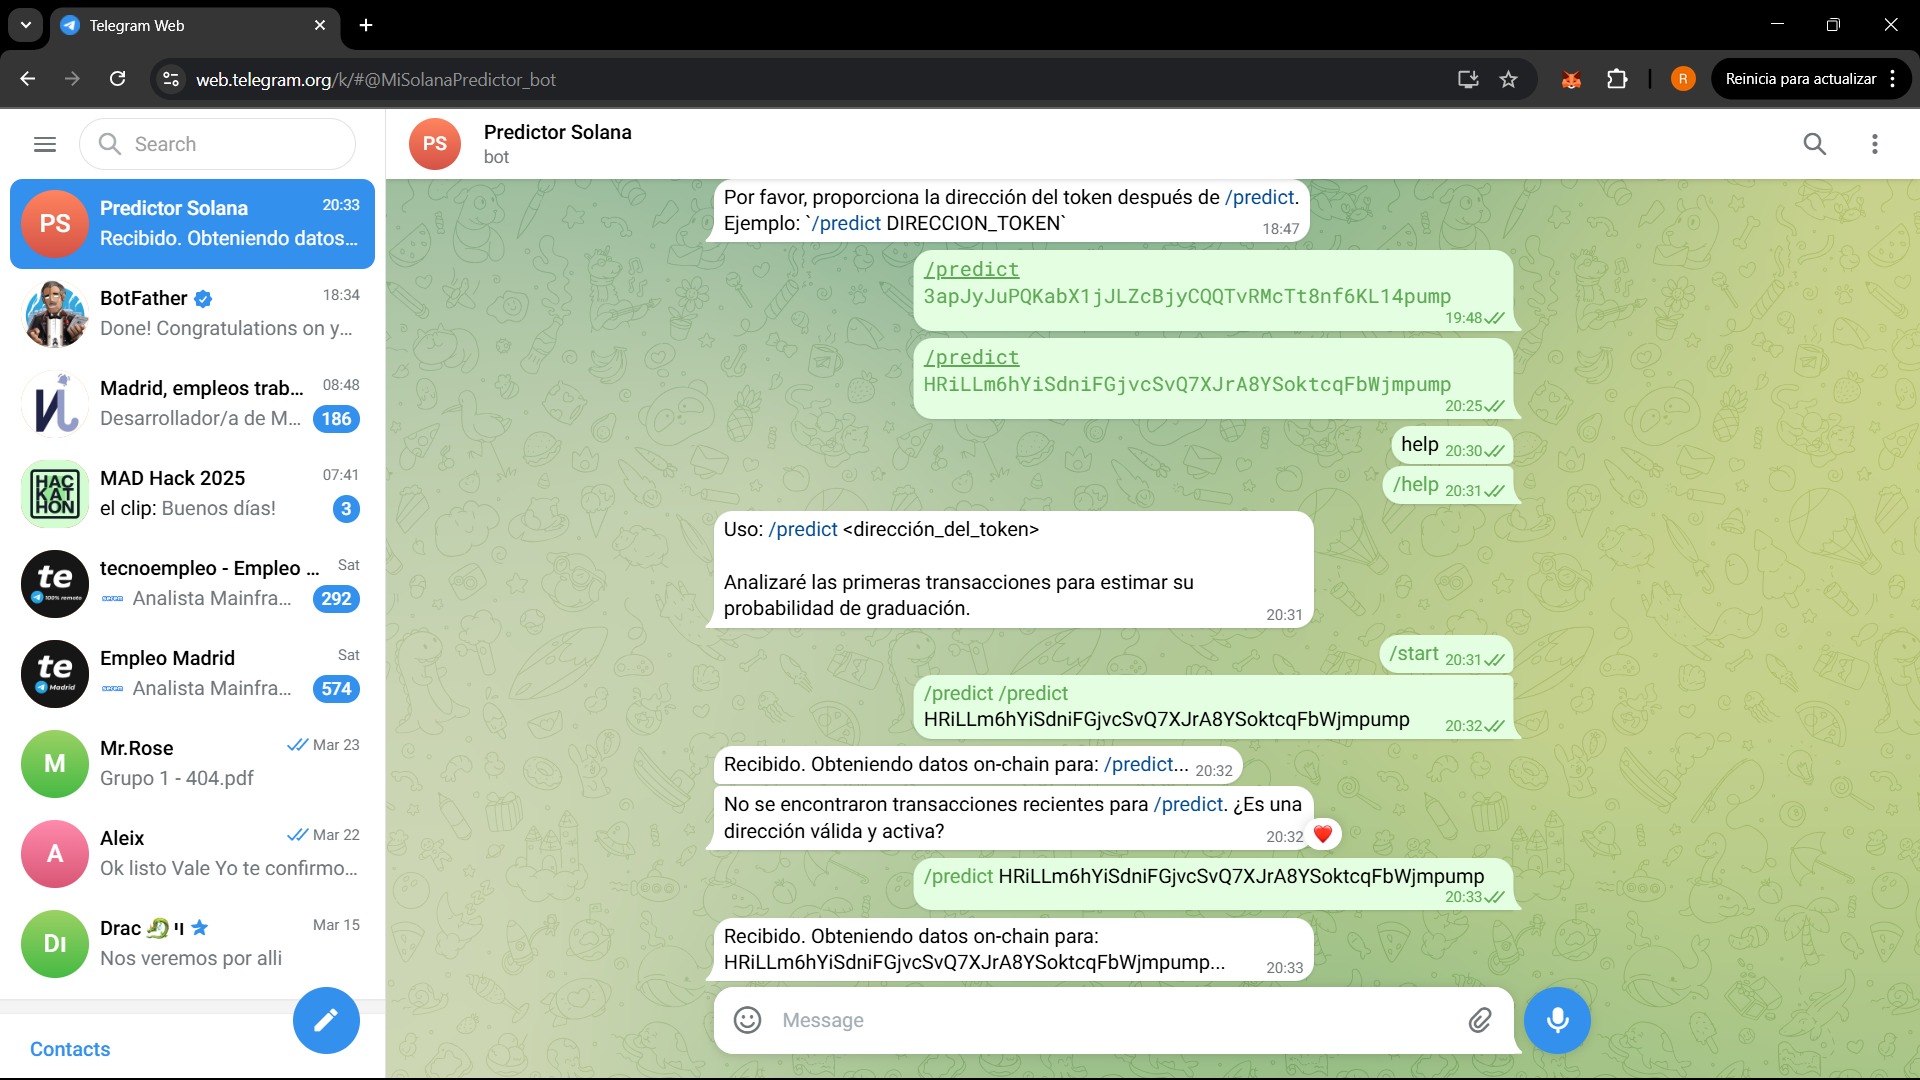 Telegram Web
web.telegram.org/k/#@MiSolanaPredictor_bot
R
Reinicia para actualizar
Search
PS
Predictor Solana
20:33
Recibido. Obteniendo datos...
BotFather
18:34
Done! Congratulations on y...
Madrid, empleos trab...
08:48
Desarrollador/a de M...
186
HAC
KAT
HON
MAD Hack 2025
07:41
el clip: Buenos días!
3
te
100% remoto
tecnoempleo - Empleo ...
Sat
Analista Mainfra...
292
te
Madrid
Empleo Madrid
Sat
Analista Mainfra...
574
M
Mr.Rose
Mar 23
Grupo 1 - 404.pdf
A
Aleix
Mar 22
Ok listo Vale Yo te confirmo...
DI
Drac
Mar 15
Nos veremos por alli
Contacts
PS
Predictor Solana
bot
Por favor, proporciona la dirección del token después de /predict.
Ejemplo: `/predict DIRECCION_TOKEN`
18:47
/predict
3apJyJuPQKabX1jJLZcBjyCQQTvRMcTt8nf6KL14pump
19:48
/predict
HRiLLm6hYiSdniFGjvcSvQ7XJrA8YSoktcqFbWjmpump
20:25
help 20:30
/help 20:31
Uso: /predict <dirección_del_token>
Analizaré las primeras transacciones para estimar su
probabilidad de graduación.
20:31
/start 20:31
/predict /predict
HRiLLm6hYiSdniFGjvcSvQ7XJrA8YSoktcqFbWjmpump
20:32
Recibido. Obteniendo datos on-chain para: /predict... 20:32
No se encontraron transacciones recientes para /predict. ¿Es una
dirección válida y activa?
20:32
/predict HRiLLm6hYiSdniFGjvcSvQ7XJrA8YSoktcqFbWjmpump
20:33
Recibido. Obteniendo datos on-chain para:
HRiLLm6hYiSdniFGjvcSvQ7XJrA8YSoktcqFbWjmpump...
20:33
Message